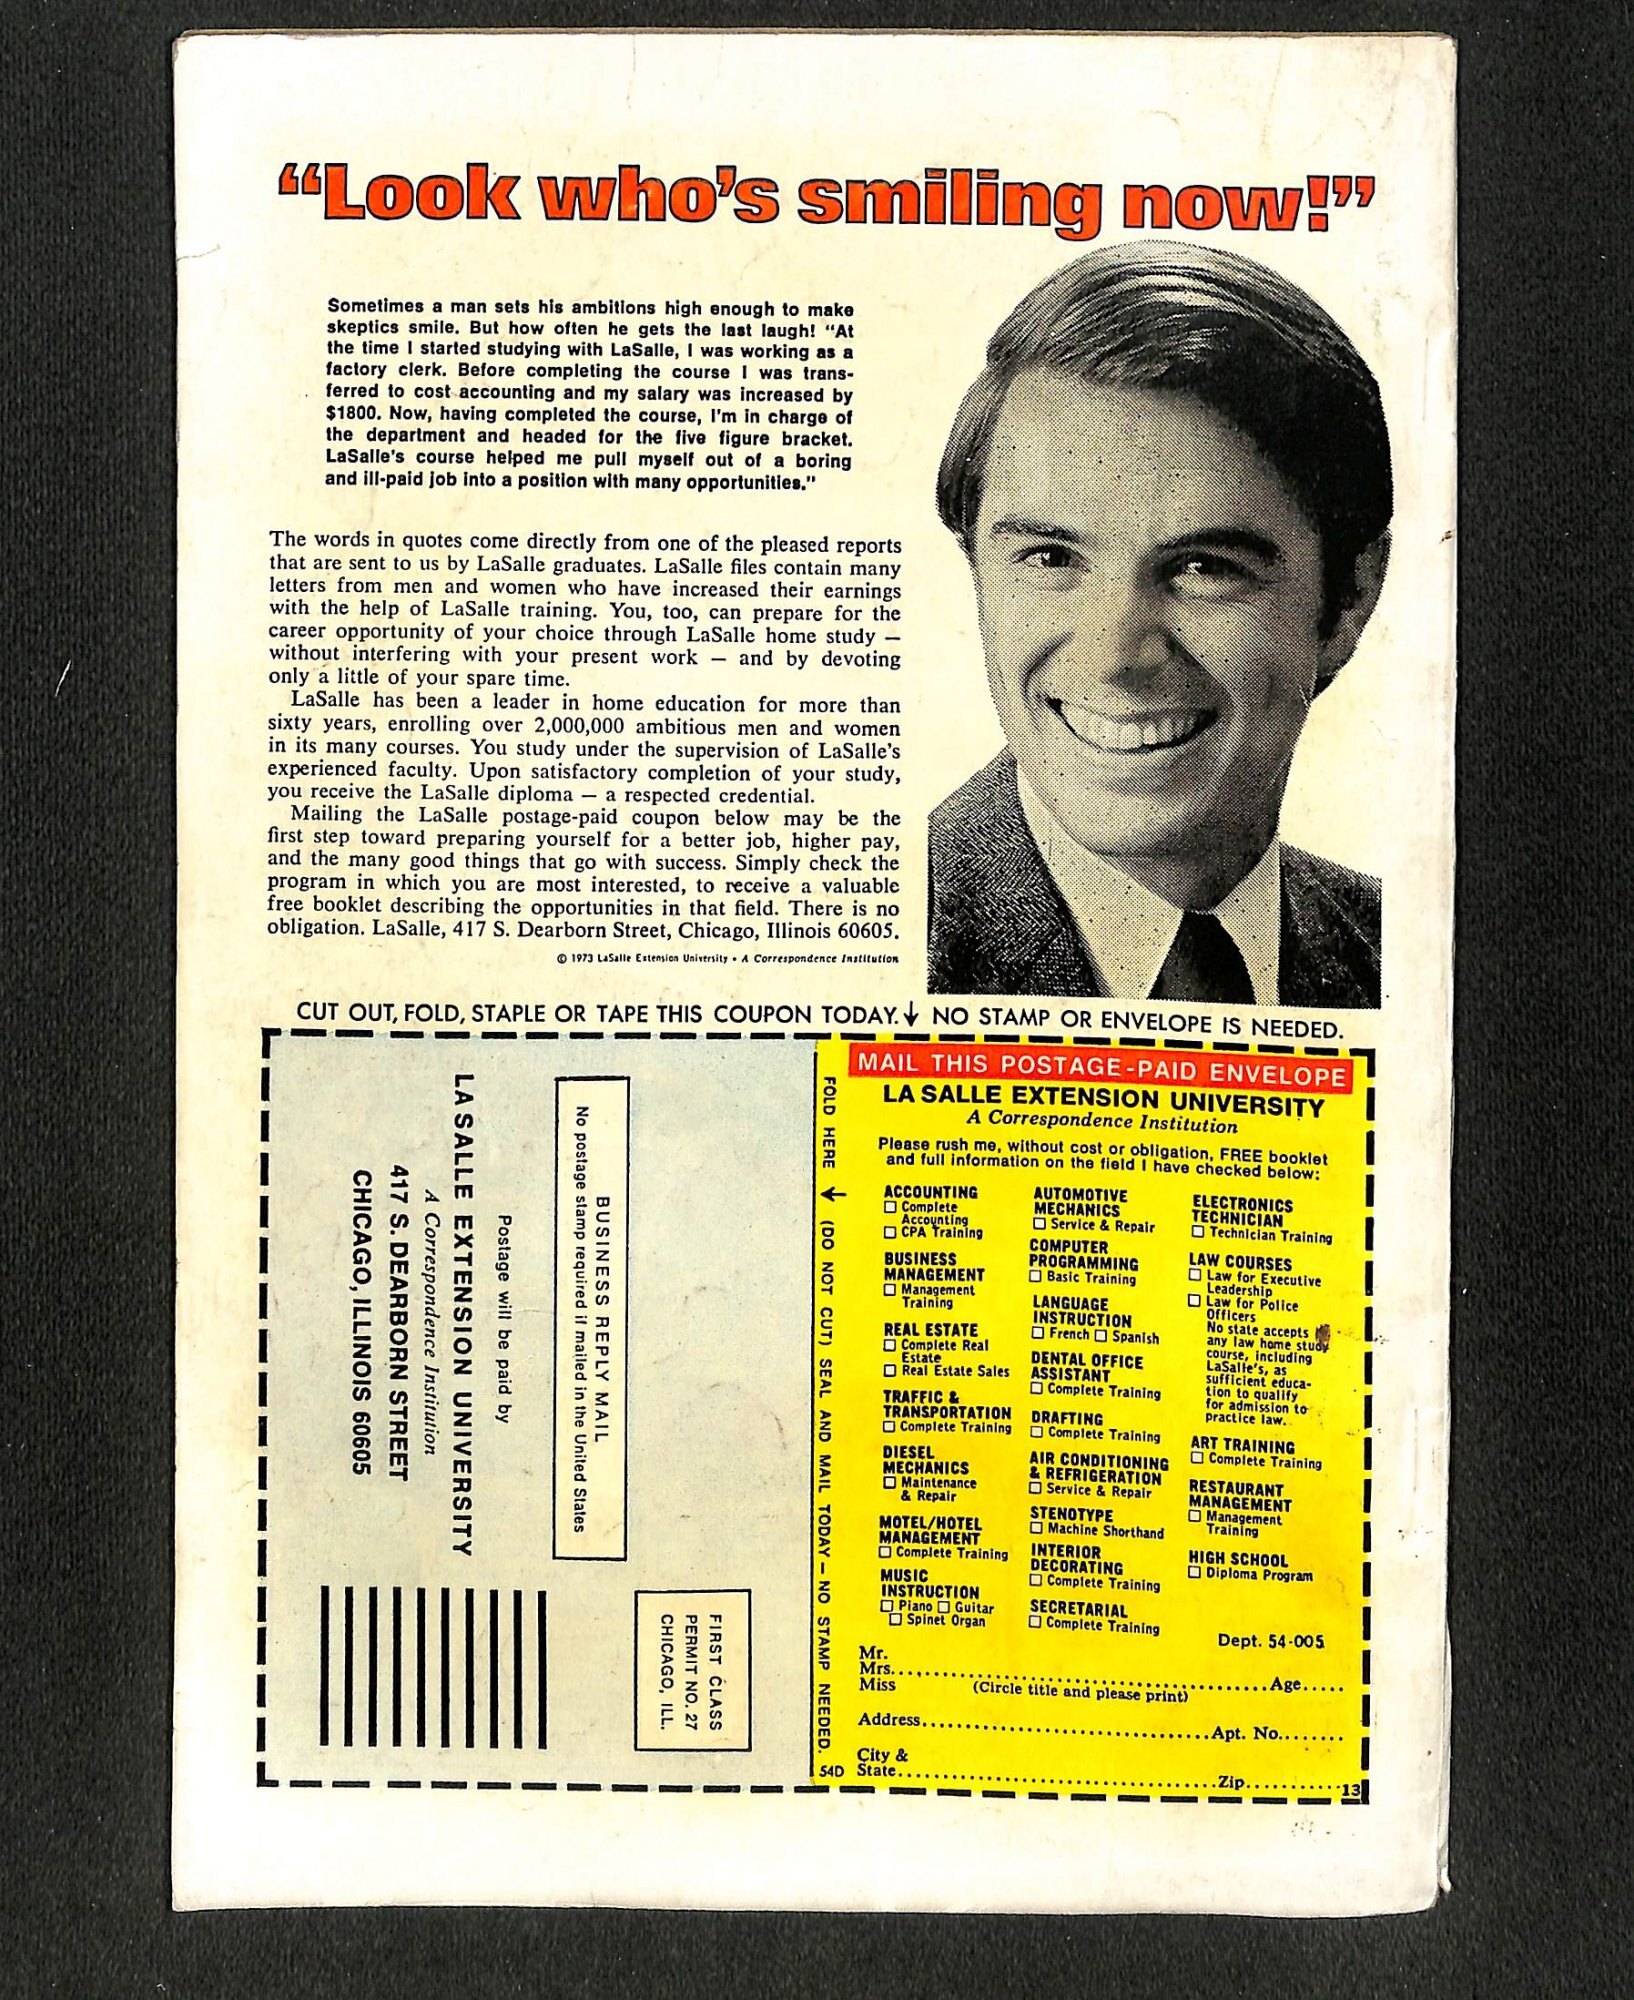 “Look who’s smiling now!”
Sometimes a man sets his ambitions high enough to make
skeptics smile. But how often he gets the last laugh! “At
the time I started studying with LaSalle, I was working as a
factory clerk. Before completing the course I was trans-
ferred to cost accounting and my salary was increased by
$1800. Now, having completed the course, I’m in charge of
the department and headed for the five figure bracket.
LaSalle’s course helped me pull myself out of a boring
and ill-paid job into a position with many opportunities.”
The words in quotes come directly from one of the pleased reports
that are sent to us by LaSalle graduates. LaSalle files contain many
letters from men and women who have increased their earnings
with the help of LaSalle training. You, too, can prepare for the
career opportunity of your choice through LaSalle home study —
without interfering with your present work — and by devoting
only a little of your spare time.
LaSalle has been a leader in home education for more than
sixty years, enrolling over 2,000,000 ambitious men and women
in its many courses. You study under the supervision of LaSalle’s
experienced faculty. Upon satisfactory completion of your study,
you receive the LaSalle diploma — a respected credential.
Mailing the LaSalle postage-paid coupon below may be the
first step toward preparing yourself for a better job, higher pay,
and the many good things that go with success. Simply check the
program in which you are most interested, to receive a valuable
free booklet describing the opportunities in that field. There is no
obligation. LaSalle, 417 S. Dearborn Street, Chicago, Illinois 60605.
© 1973 LaSalle Extension University • A Correspondence Institution
CUT OUT, FOLD, STAPLE OR TAPE THIS COUPON TODAY.↓ NO STAMP OR ENVELOPE IS NEEDED.
FIRST CLASS
PERMIT NO. 27
CHICAGO, ILL.
BUSINESS REPLY MAIL
No postage stamp required if mailed in the United States
Postage will be paid by
LA SALLE EXTENSION UNIVERSITY
A Correspondence Institution
417 S. DEARBORN STREET
CHICAGO, ILLINOIS 60605
FOLD HERE ↓ (DO NOT CUT) SEAL AND MAIL TODAY — NO STAMP NEEDED.
54D
MAIL THIS POSTAGE-PAID ENVELOPE
LA SALLE EXTENSION UNIVERSITY
A Correspondence Institution
Please rush me, without cost or obligation, FREE booklet
and full information on the field I have checked below:
ACCOUNTING
☐ Complete
Accounting
☐ CPA Training
BUSINESS
MANAGEMENT
☐ Management
Training
REAL ESTATE
☐ Complete Real
Estate
☐ Real Estate Sales
TRAFFIC &
TRANSPORTATION
☐ Complete Training
DIESEL
MECHANICS
☐ Maintenance
& Repair
MOTEL/HOTEL
MANAGEMENT
☐ Complete Training
MUSIC
INSTRUCTION
☐ Piano ☐ Guitar
☐ Spinet Organ
AUTOMOTIVE
MECHANICS
☐ Service & Repair
COMPUTER
PROGRAMMING
☐ Basic Training
LANGUAGE
INSTRUCTION
☐ French ☐ Spanish
DENTAL OFFICE
ASSISTANT
☐ Complete Training
DRAFTING
☐ Complete Training
AIR CONDITIONING
& REFRIGERATION
☐ Service & Repair
STENOTYPE
☐ Machine Shorthand
INTERIOR
DECORATING
☐ Complete Training
SECRETARIAL
☐ Complete Training
ELECTRONICS
TECHNICIAN
☐ Technician Training
LAW COURSES
☐ Law for Executive
Leadership
☐ Law for Police
Officers
No state accepts
any law home study
course, including
LaSalle’s, as
sufficient educa-
tion to qualify
for admission to
practice law.
ART TRAINING
☐ Complete Training
RESTAURANT
MANAGEMENT
☐ Management
Training
HIGH SCHOOL
☐ Diploma Program
Dept. 54-005
Mr.
Mrs. Age
Miss (Circle title and please print)
Address Apt. No.
City &
State Zip
13